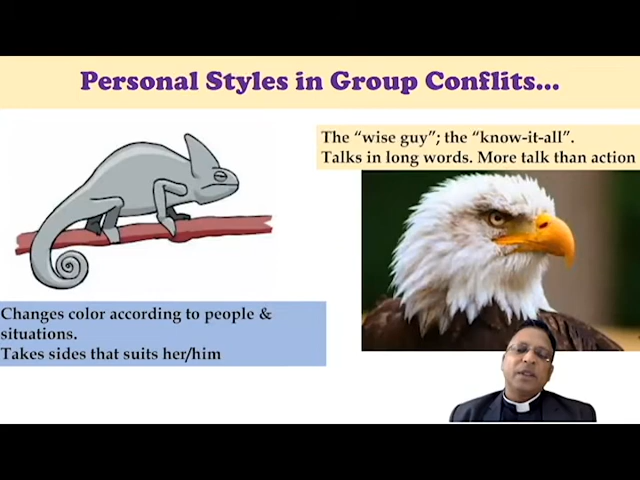 Personal Styles in Group Conflits...
The “wise guy”; the “know-it-all”.
Talks in long words. More talk than action
Changes color according to people &
situations.
Takes sides that suits her/him